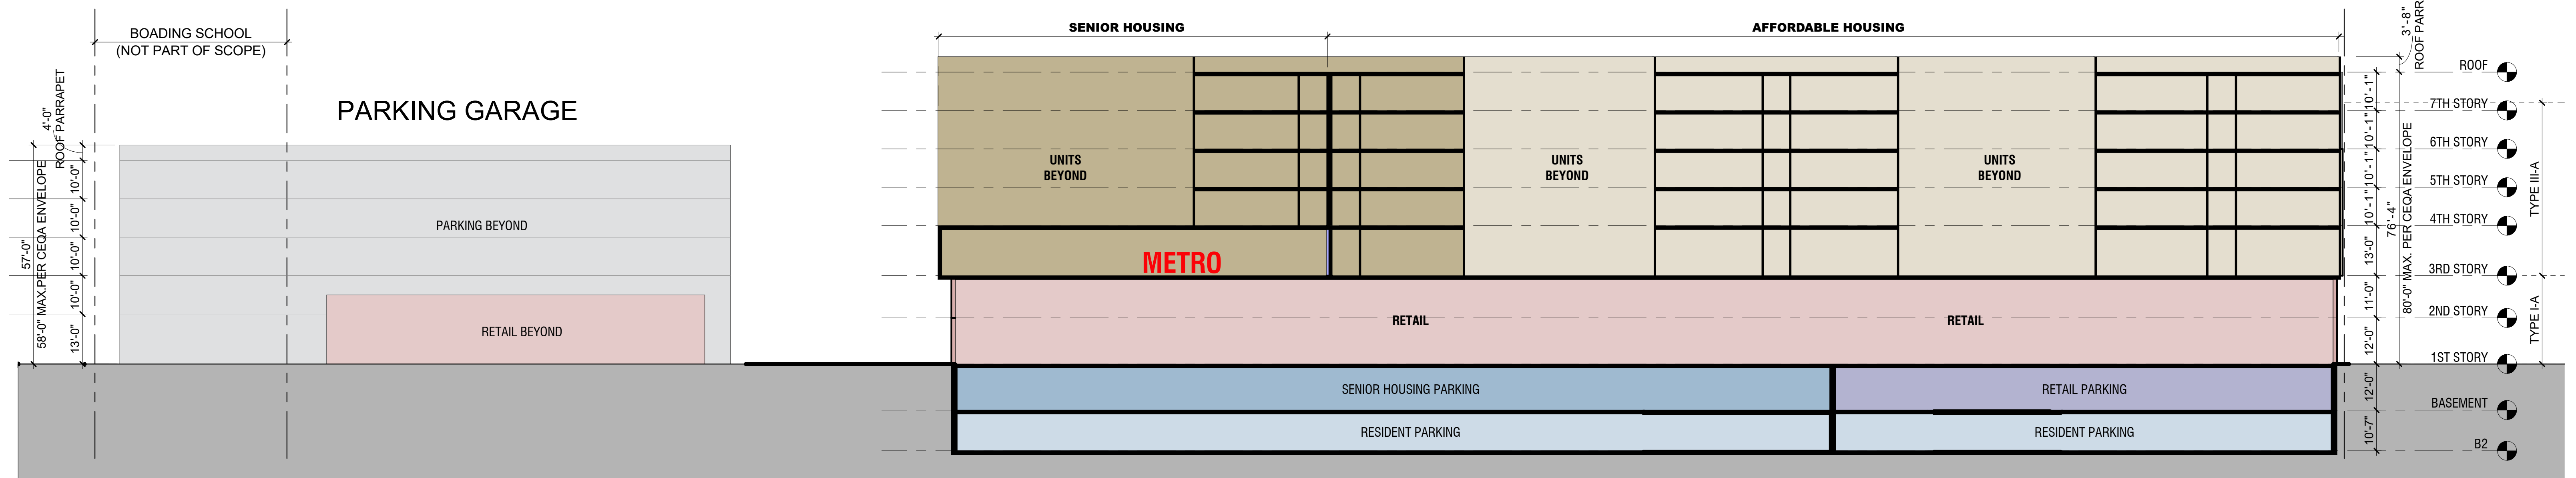 BOADING SCHOOL
(NOT PART OF SCOPE)
PARKING GARAGE
4'-0"
ROOF PARRAPET
57'-0"
58'-0" MAX.PER CEQA ENVELOPE
10'-0"
10'-0"
10'-0"
10'-0"
13'-0"
PARKING BEYOND
RETAIL BEYOND
SENIOR HOUSING
AFFORDABLE HOUSING
UNITS
BEYOND
UNITS
BEYOND
UNITS
BEYOND
METRO
RETAIL
RETAIL
SENIOR HOUSING PARKING
RETAIL PARKING
RESIDENT PARKING
RESIDENT PARKING
3'-8"
ROOF PARR
10'-1"
10'-1"
10'-1"
10'-1"
13'-0"
11'-0"
12'-0"
12'-0"
10'-7"
76'-4"
80'-0" MAX. PER CEQA ENVELOPE
ROOF
7TH STORY
6TH STORY
5TH STORY
4TH STORY
3RD STORY
2ND STORY
1ST STORY
BASEMENT
B2
TYPE III-A
TYPE I-A